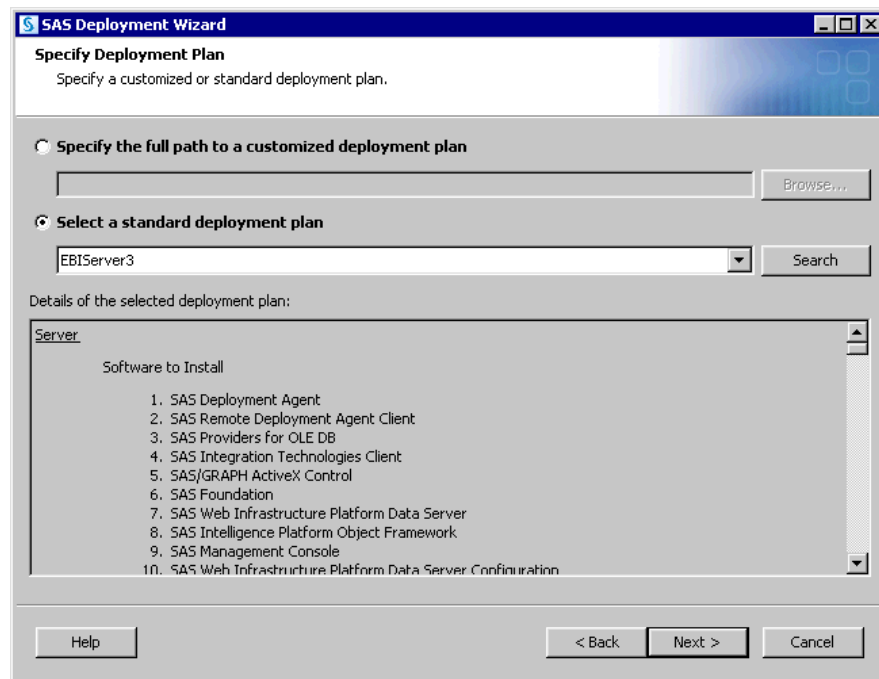 SAS Deployment Wizard
Specify Deployment Plan
Specify a customized or standard deployment plan.
Specify the full path to a customized deployment plan
Browse...
Select a standard deployment plan
EBIServer3
Search
Details of the selected deployment plan:
Server
Software to Install
1. SAS Deployment Agent
2. SAS Remote Deployment Agent Client
3. SAS Providers for OLE DB
4. SAS Integration Technologies Client
5. SAS/GRAPH ActiveX Control
6. SAS Foundation
7. SAS Web Infrastructure Platform Data Server
8. SAS Intelligence Platform Object Framework
9. SAS Management Console
10. SAS Web Infrastructure Platform Data Server Configuration
Help
< Back
Next >
Cancel